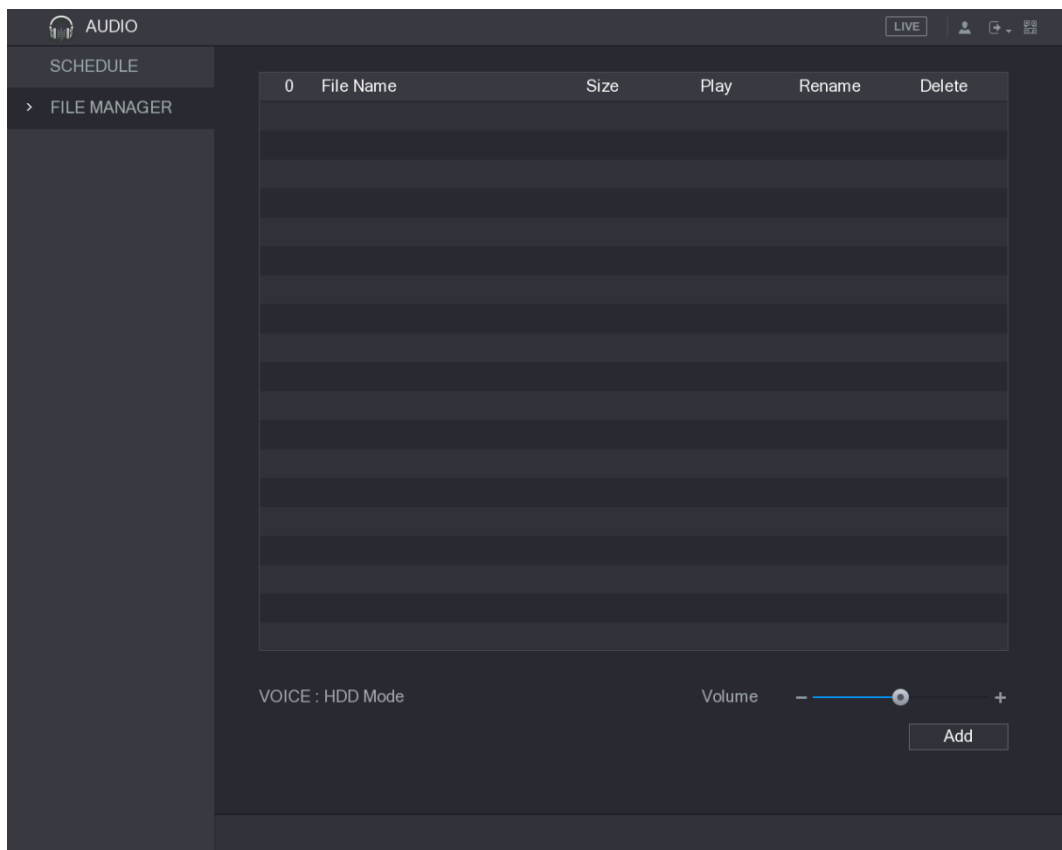 AUDIO
LIVE
SCHEDULE
FILE MANAGER
0 File Name Size Play Rename Delete
VOICE : HDD Mode Volume
Add